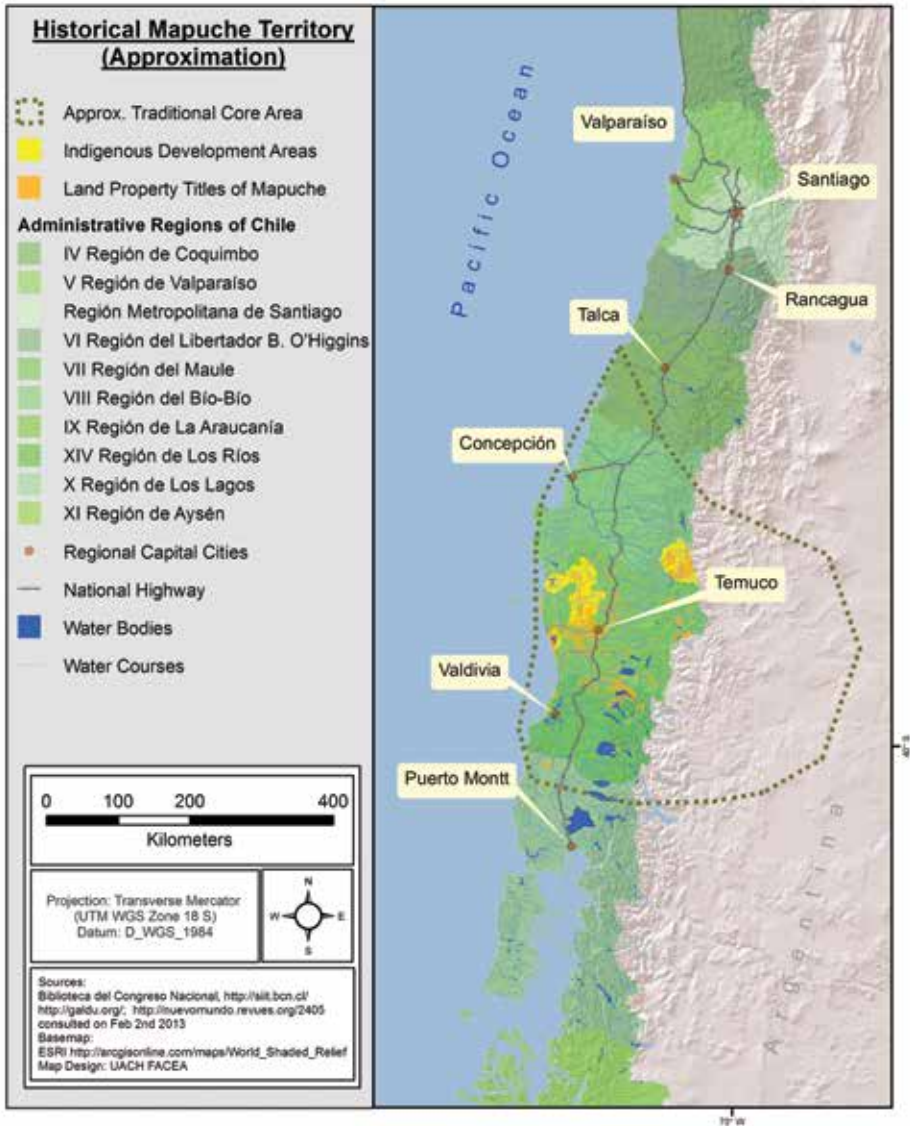 Historical Mapuche Territory
(Approximation)
Approx. Traditional Core Area
Indigenous Development Areas
Land Property Titles of Mapuche
Administrative Regions of Chile
IV Región de Coquimbo
V Región de Valparaíso
Región Metropolitana de Santiago
VI Región del Libertador B. O'Higgins
VII Región del Maule
VIII Región del Bío-Bío
IX Región de La Araucanía
XIV Región de Los Ríos
X Región de Los Lagos
XI Región de Aysén
Regional Capital Cities
National Highway
Water Bodies
Water Courses
0 100 200 400
Kilometers
Projection: Transverse Mercator
(UTM WGS Zone 18 S)
Datum: D_WGS_1984
N
W E
S
Sources:
Biblioteca del Congreso Nacional, http://siit.bcn.cl/
http://galdu.org/; http://nuevomundo.revues.org/2405
consulted on Feb 2nd 2013
Basemap:
ESRI http://arcgisonline.com/maps/World_Shaded_Relief
Map Design: UACH FACEA
Pacific Ocean
Valparaíso
Santiago
Rancagua
Talca
Concepción
Temuco
Valdivia
Puerto Montt
Argentina
40° S
70° W